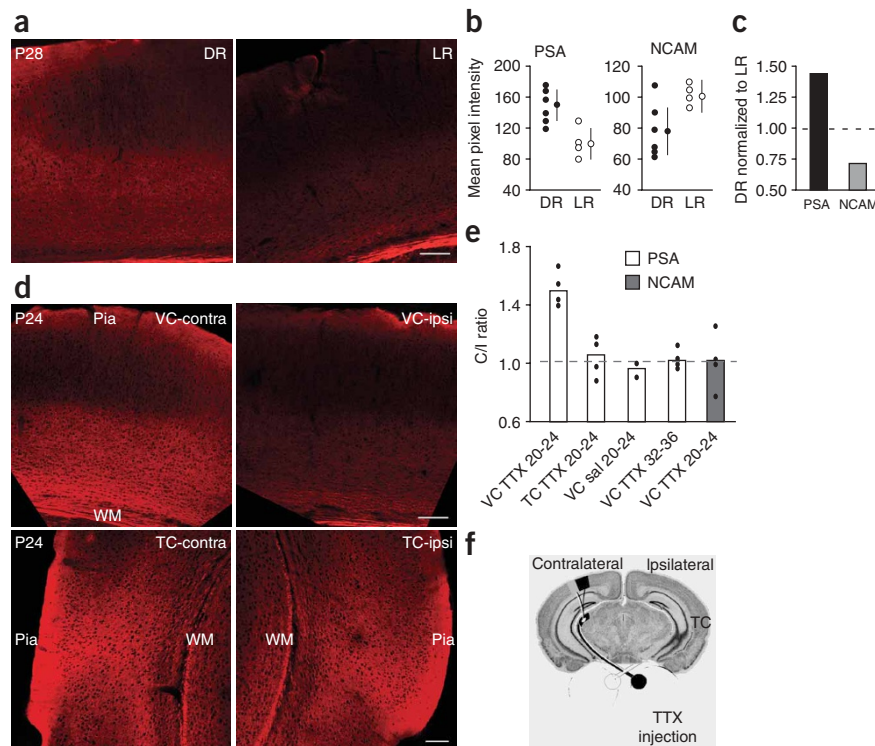 a
P28
DR
LR
b
PSA
NCAM
Mean pixel intensity
200
160
120
80
40
DR LR
120
100
80
60
DR LR
c
DR normalized to LR
1.50
1.25
1.00
0.75
0.50
PSA NCAM
d
P24
Pia
VC-contra
WM
VC-ipsi
P24
TC-contra
Pia
WM
TC-ipsi
WM
Pia
e
C/I ratio
1.8
1.4
1.0
0.6
PSA
NCAM
VC TTX 20-24
TC TTX 20-24
VC sal 20-24
VC TTX 32-36
VC TTX 20-24
f
Contralateral
Ipsilateral
TC
TTX
injection